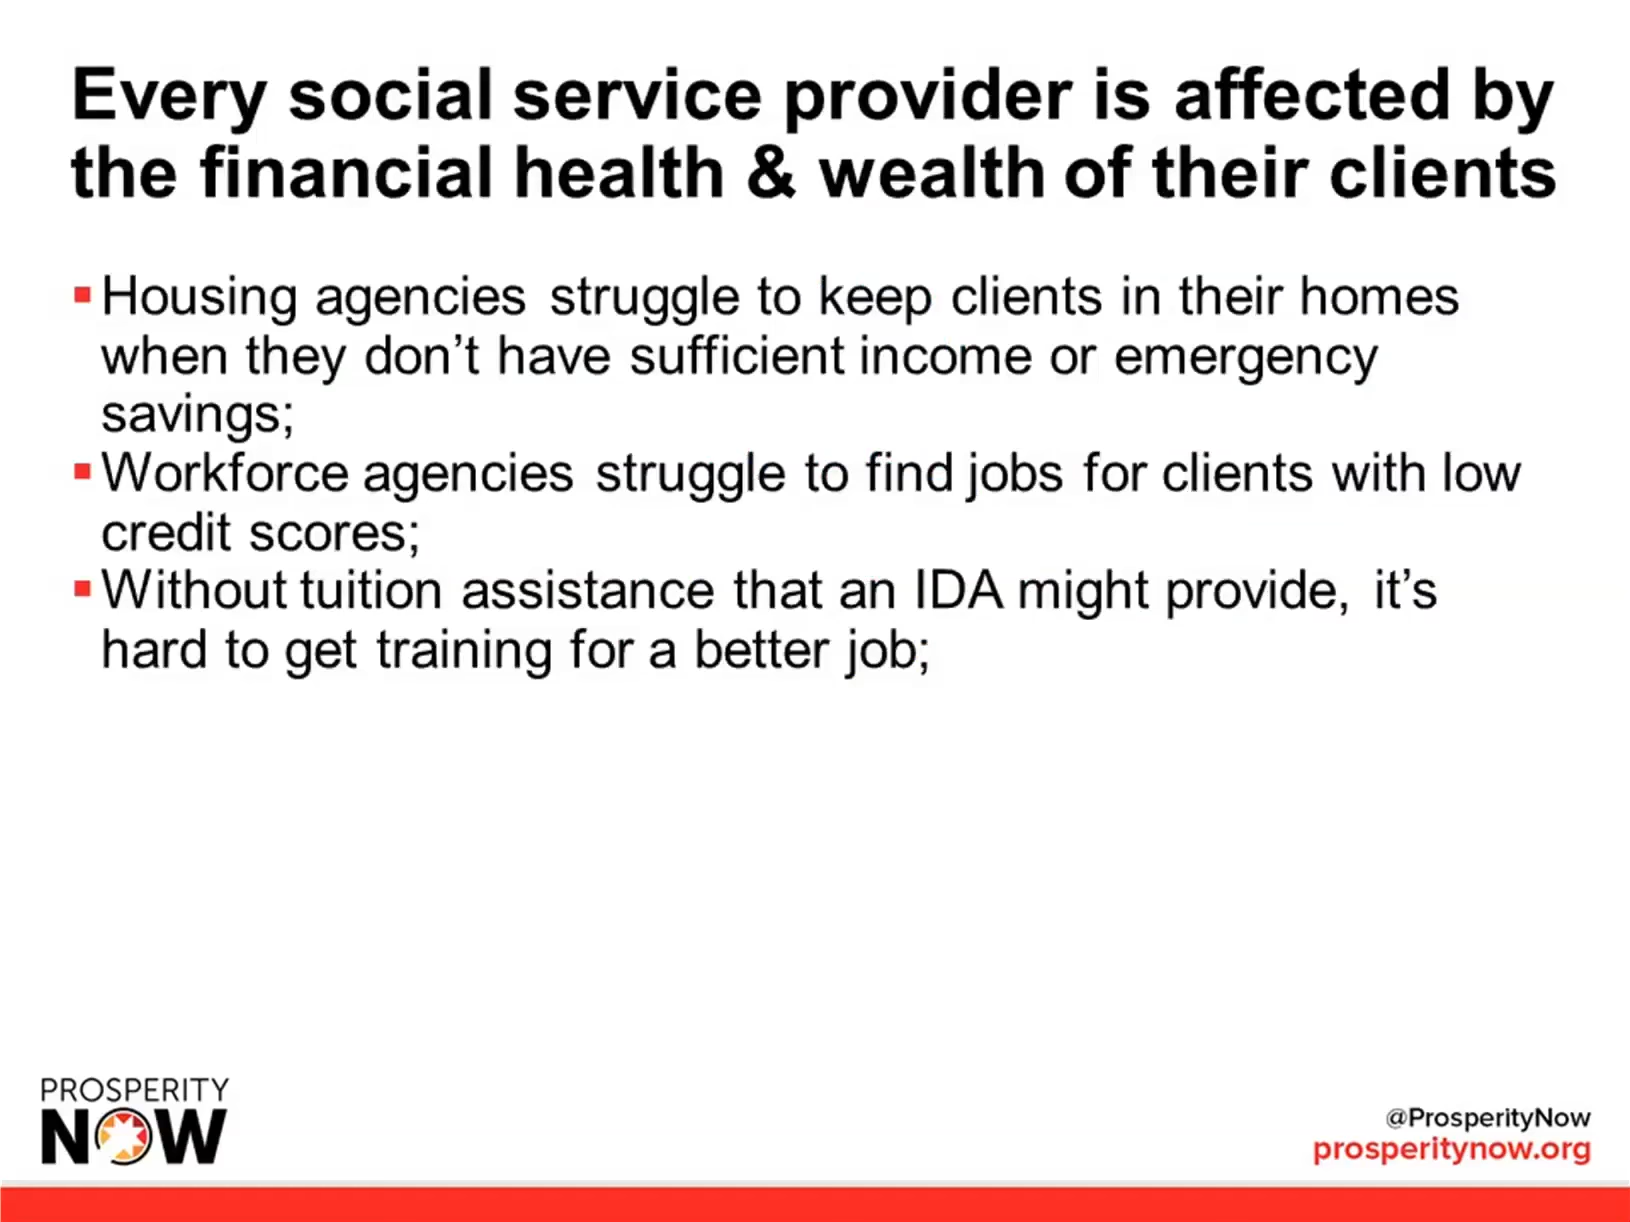 Every social service provider is affected by
the financial health & wealth of their clients
Housing agencies struggle to keep clients in their homes
when they don’t have sufficient income or emergency
savings;
Workforce agencies struggle to find jobs for clients with low
credit scores;
Without tuition assistance that an IDA might provide, it’s
hard to get training for a better job;
PROSPERITY
NOW
@ProsperityNow
prosperitynow.org